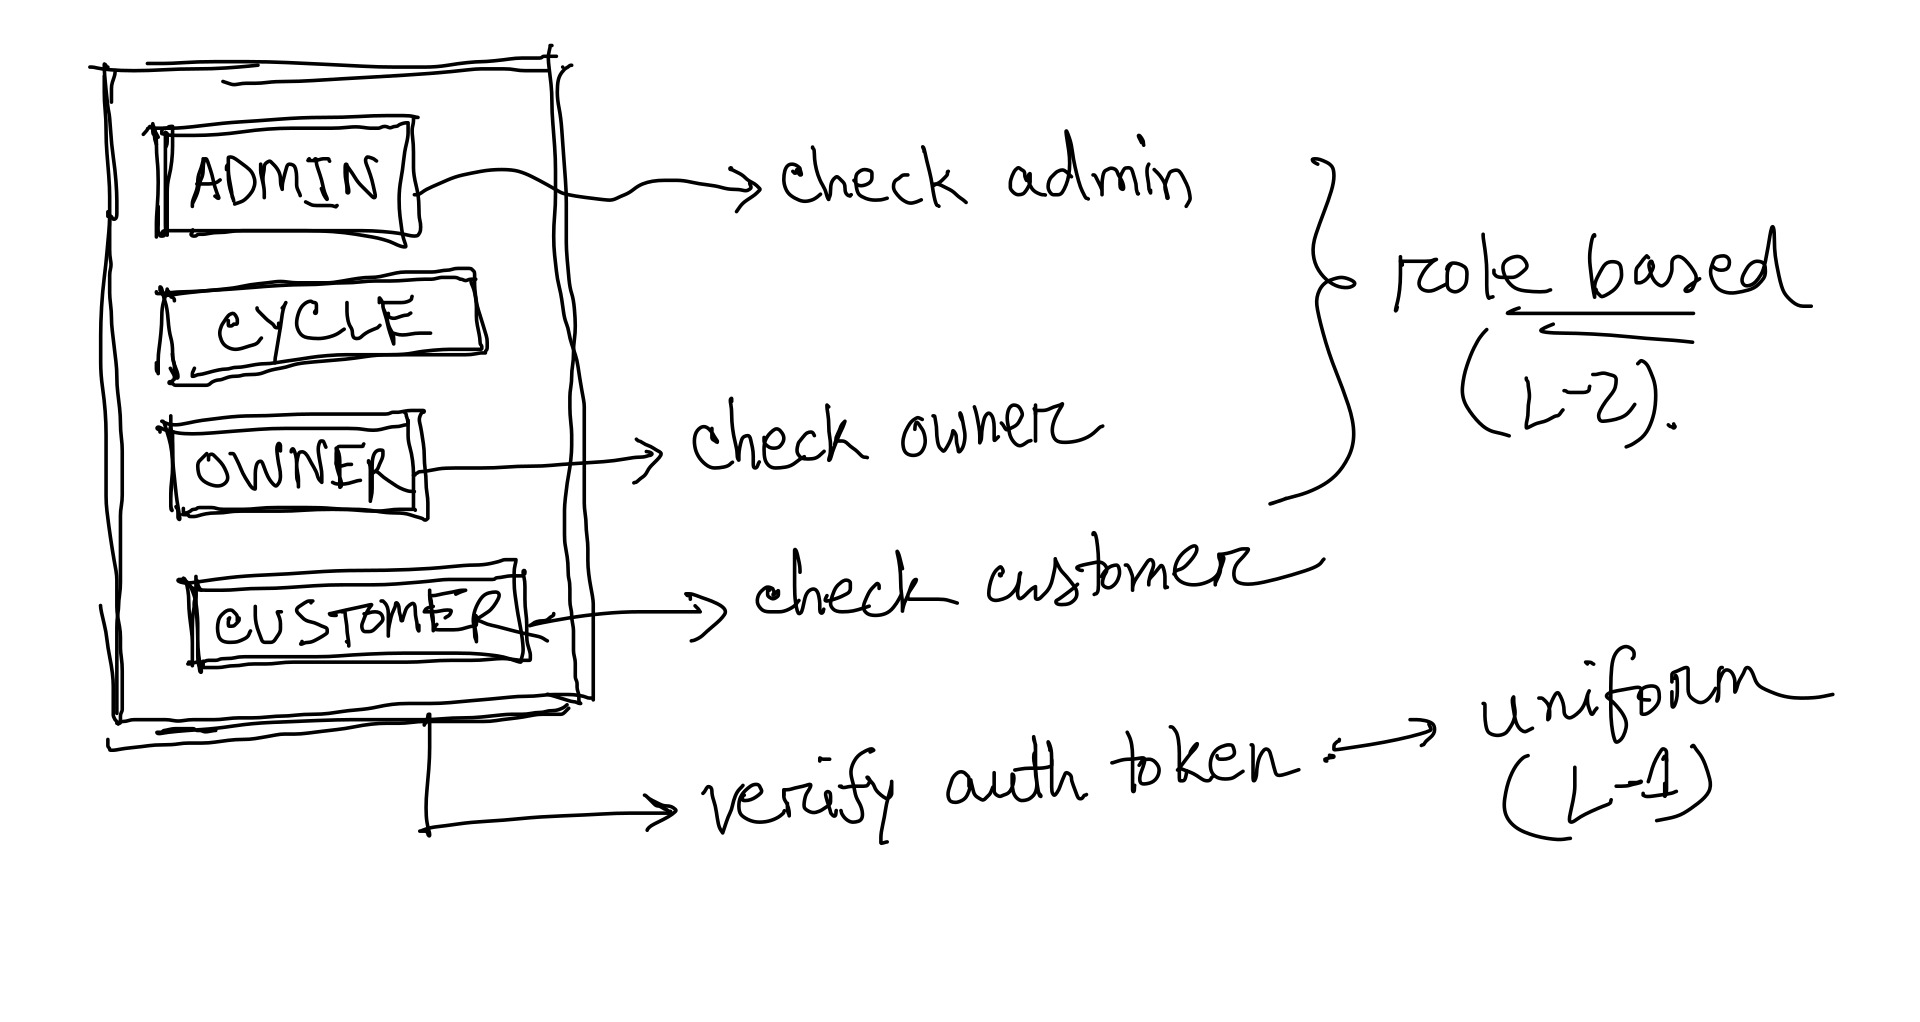 ADMIN
check admin
CYCLE
role based
(L-2).
OWNER
check owner
CUSTOMER
check customer
verify auth token
uniform
(L-1)